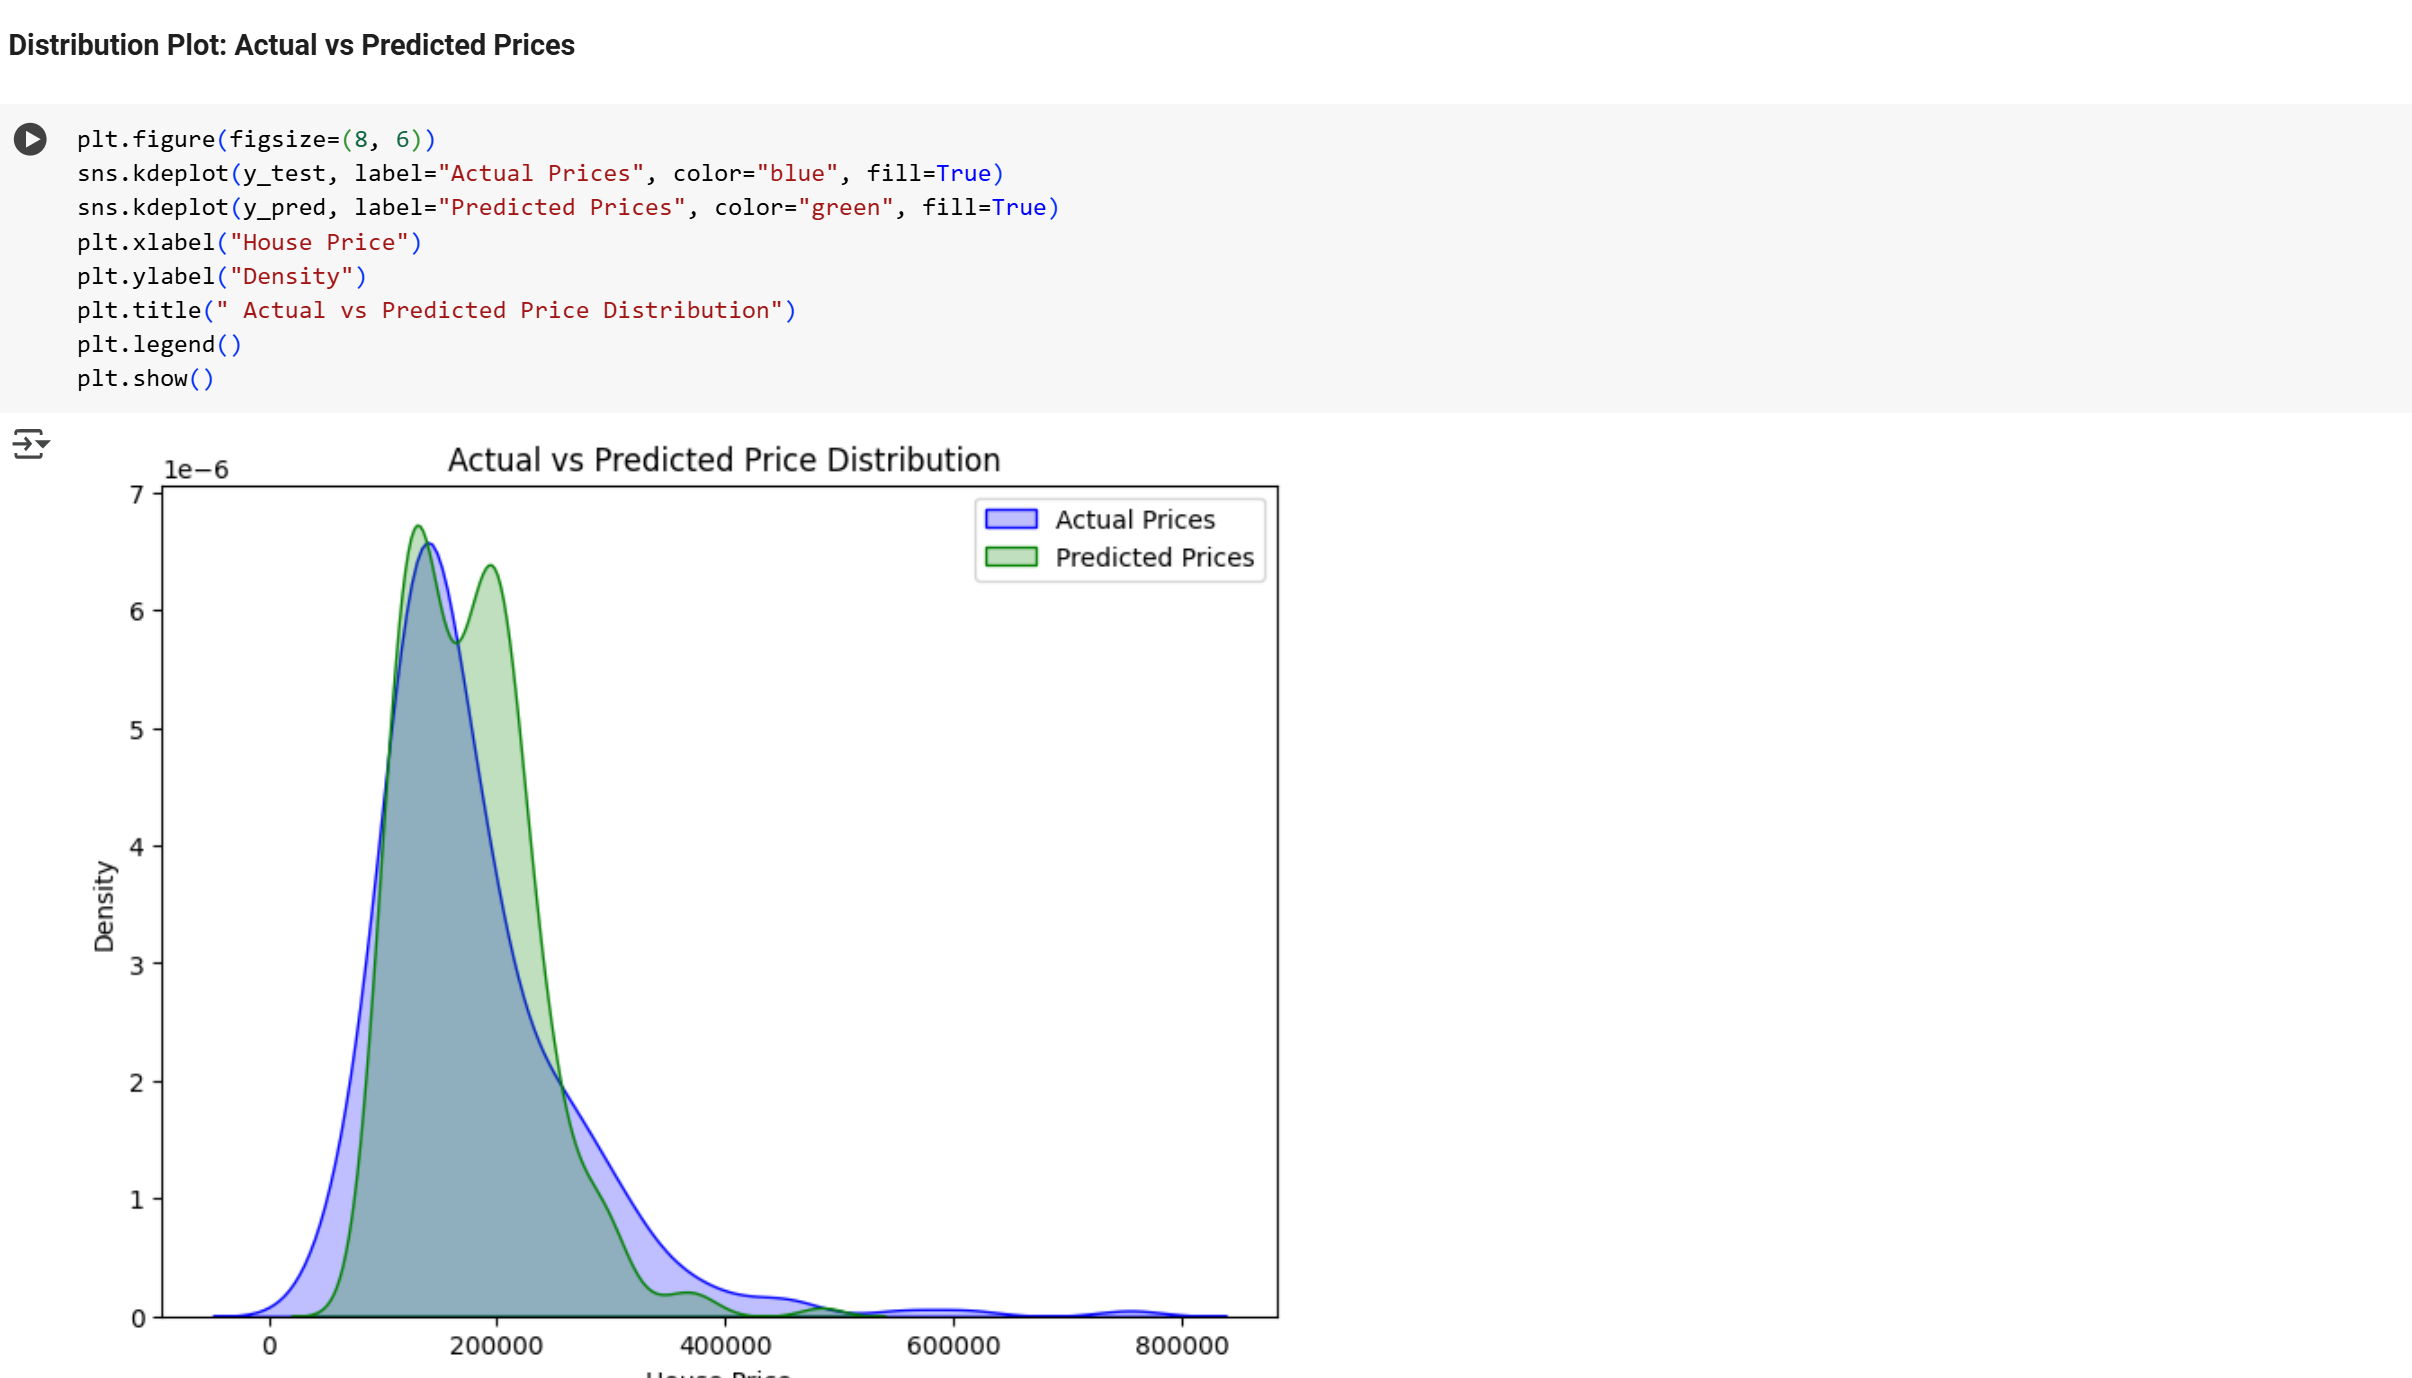 Distribution Plot: Actual vs Predicted Prices
plt.figure(figsize=(8, 6))
sns.kdeplot(y_test, label="Actual Prices", color="blue", fill=True)
sns.kdeplot(y_pred, label="Predicted Prices", color="green", fill=True)
plt.xlabel("House Price")
plt.ylabel("Density")
plt.title(" Actual vs Predicted Price Distribution")
plt.legend()
plt.show()
Actual vs Predicted Price Distribution
1e−6
7
6
5
4
3
2
1
0
Density
Actual Prices
Predicted Prices
0
200000
400000
600000
800000
House Price